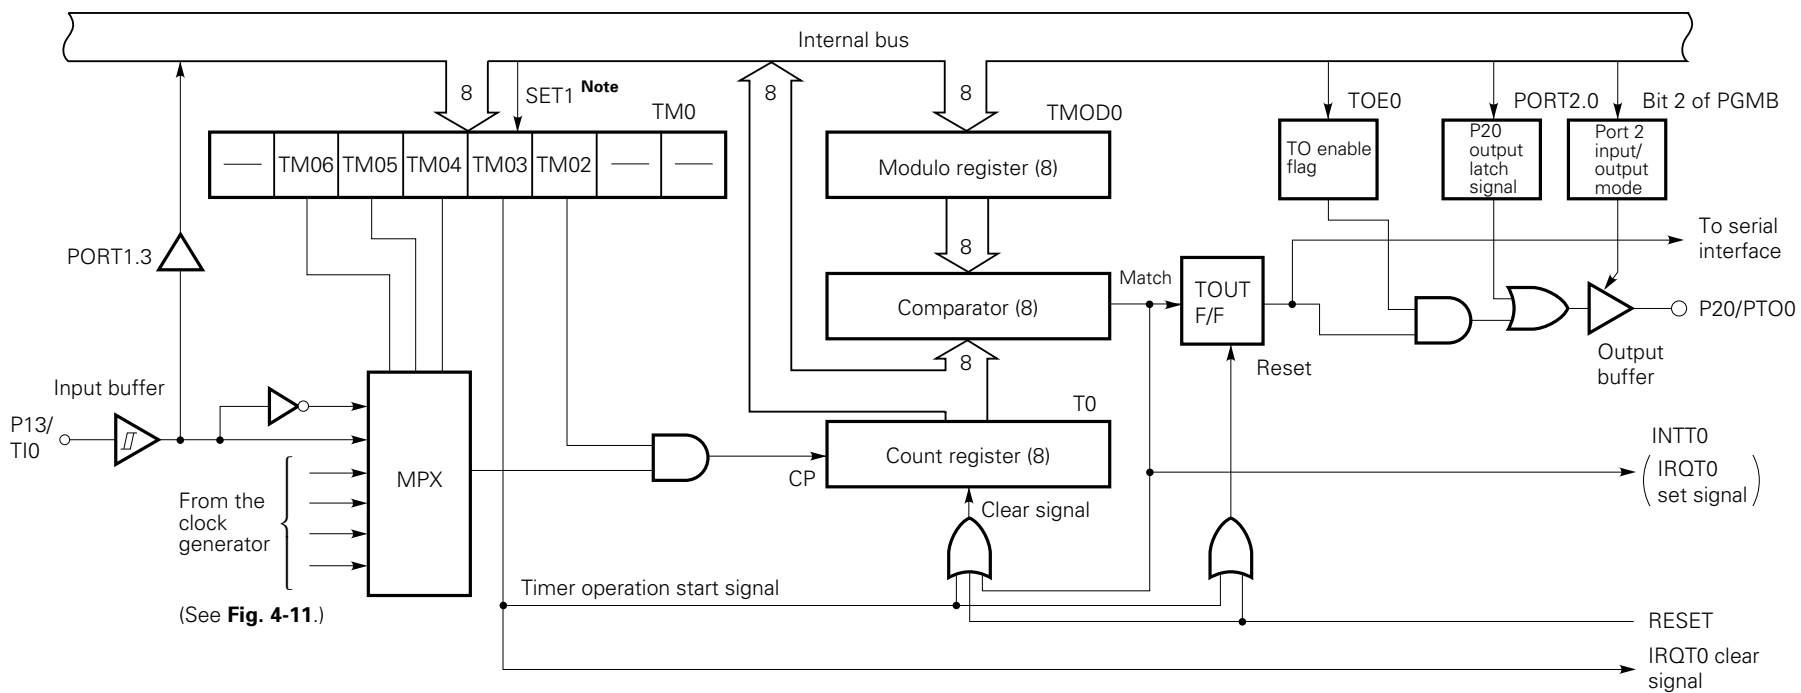 Internal bus
8
SET1 Note
TM0
8
8
TMOD0
TOE0
PORT2.0
Bit 2 of PGMB
TM06
TM05
TM04
TM03
TM02
Modulo register (8)
TO enable
flag
P20
output
latch
signal
Port 2
input/
output
mode
PORT1.3
8
To serial
interface
Match
Comparator (8)
TOUT
F/F
P20/PTO0
Output
buffer
8
Reset
Input buffer
P13/
TI0
T0
Count register (8)
CP
MPX
From the
clock
generator
(See Fig. 4-11.)
Clear signal
INTT0
(IRQT0
set signal)
Timer operation start signal
RESET
IRQT0 clear
signal